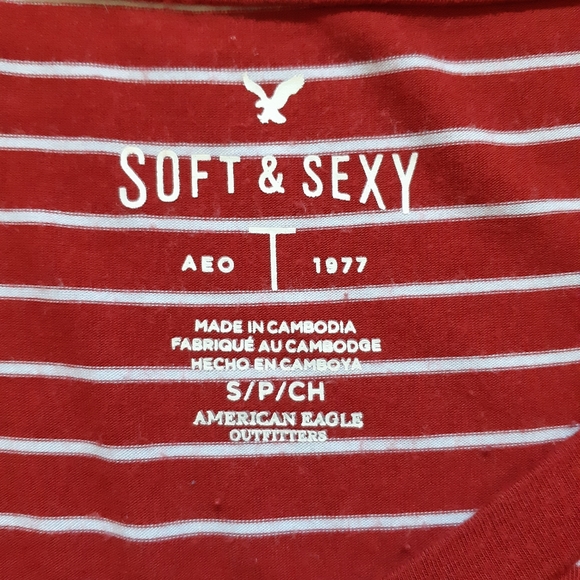 SOFT & SEXY
AEO T 1977
MADE IN CAMBODIA
FABRIQUÉ AU CAMBODGE
HECHO EN CAMBOYA
S/P/CH
AMERICAN EAGLE
OUTFITTERS